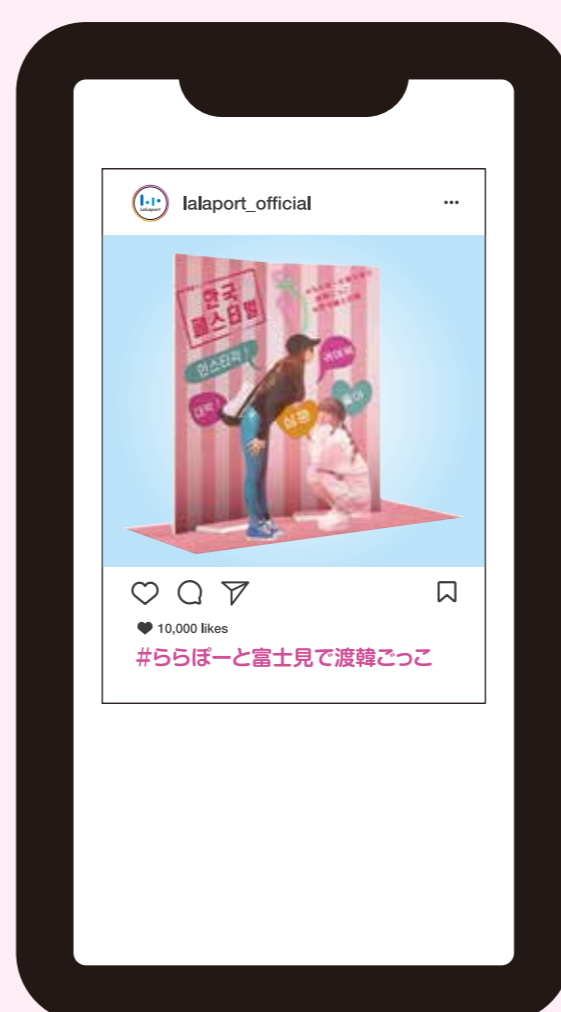 LaLaport
lalaport_official
한국
페스티벌
인스타각!
귀여워
대박!
심쿵
좋아
10,000 likes
#ららぽーと富士見で渡韓ごっこ